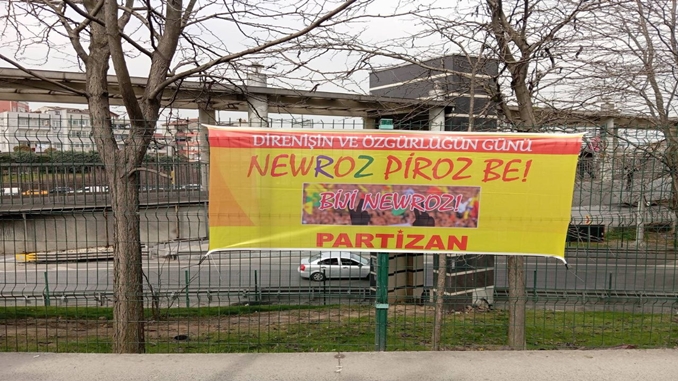 DİRENİŞİN VE ÖZGÜRLÜĞÜN GÜNÜ
NEWROZ PİROZ BE!
BİJİ NEWROZ!
PARTİZAN